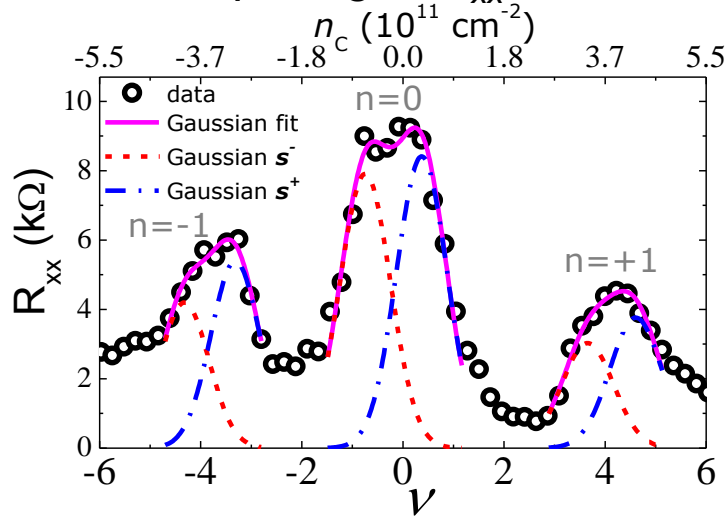 n_C (10^11 cm^-2)
-5.5 -3.7 -1.8 0.0 1.8 3.7 5.5
data
Gaussian fit
Gaussian s^-
Gaussian s^+
n=0
n=-1
n=+1
R_xx (kΩ)
10
8
6
4
2
0
-6 -4 -2 0 2 4 6
ν